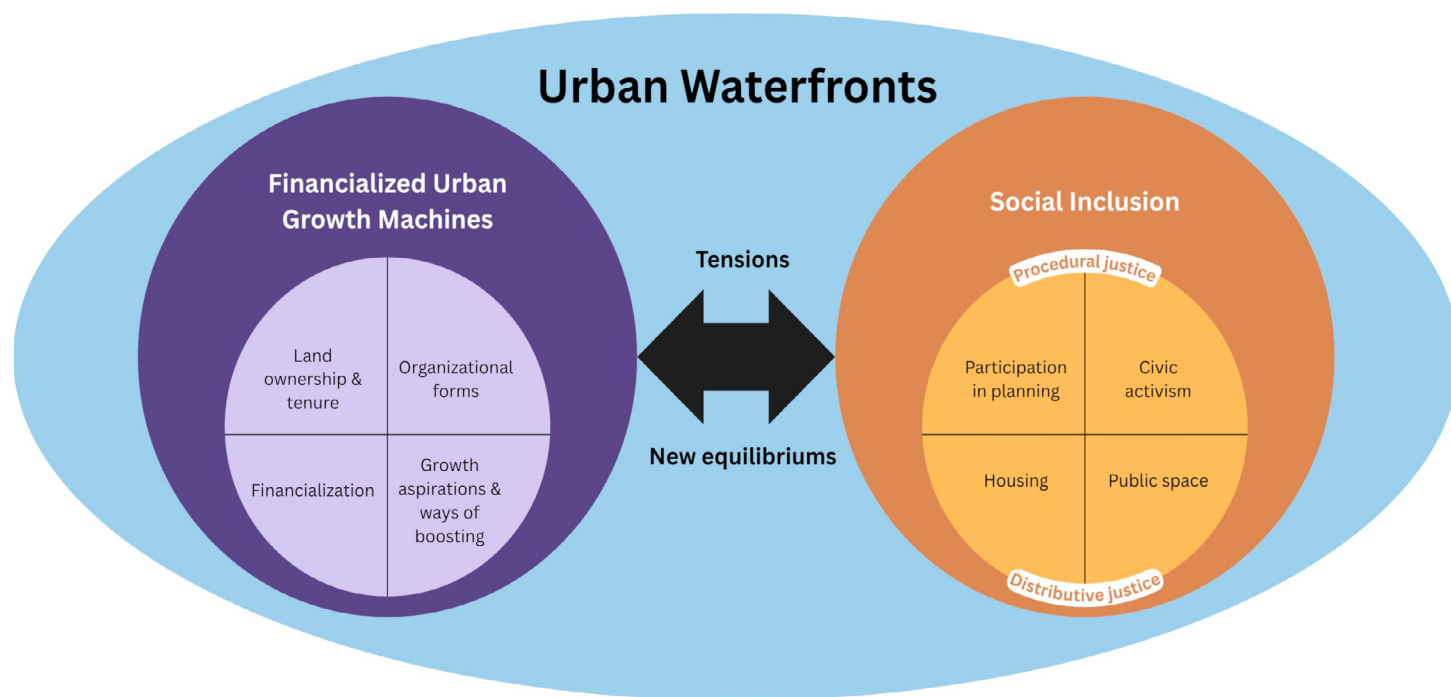 Urban Waterfronts
Financialized Urban
Growth Machines
Land
ownership &
tenure
Organizational
forms
Financialization
Growth
aspirations &
ways of
boosting
Tensions
New equilibriums
Social Inclusion
Procedural justice
Participation
in planning
Civic
activism
Housing
Public space
Distributive justice